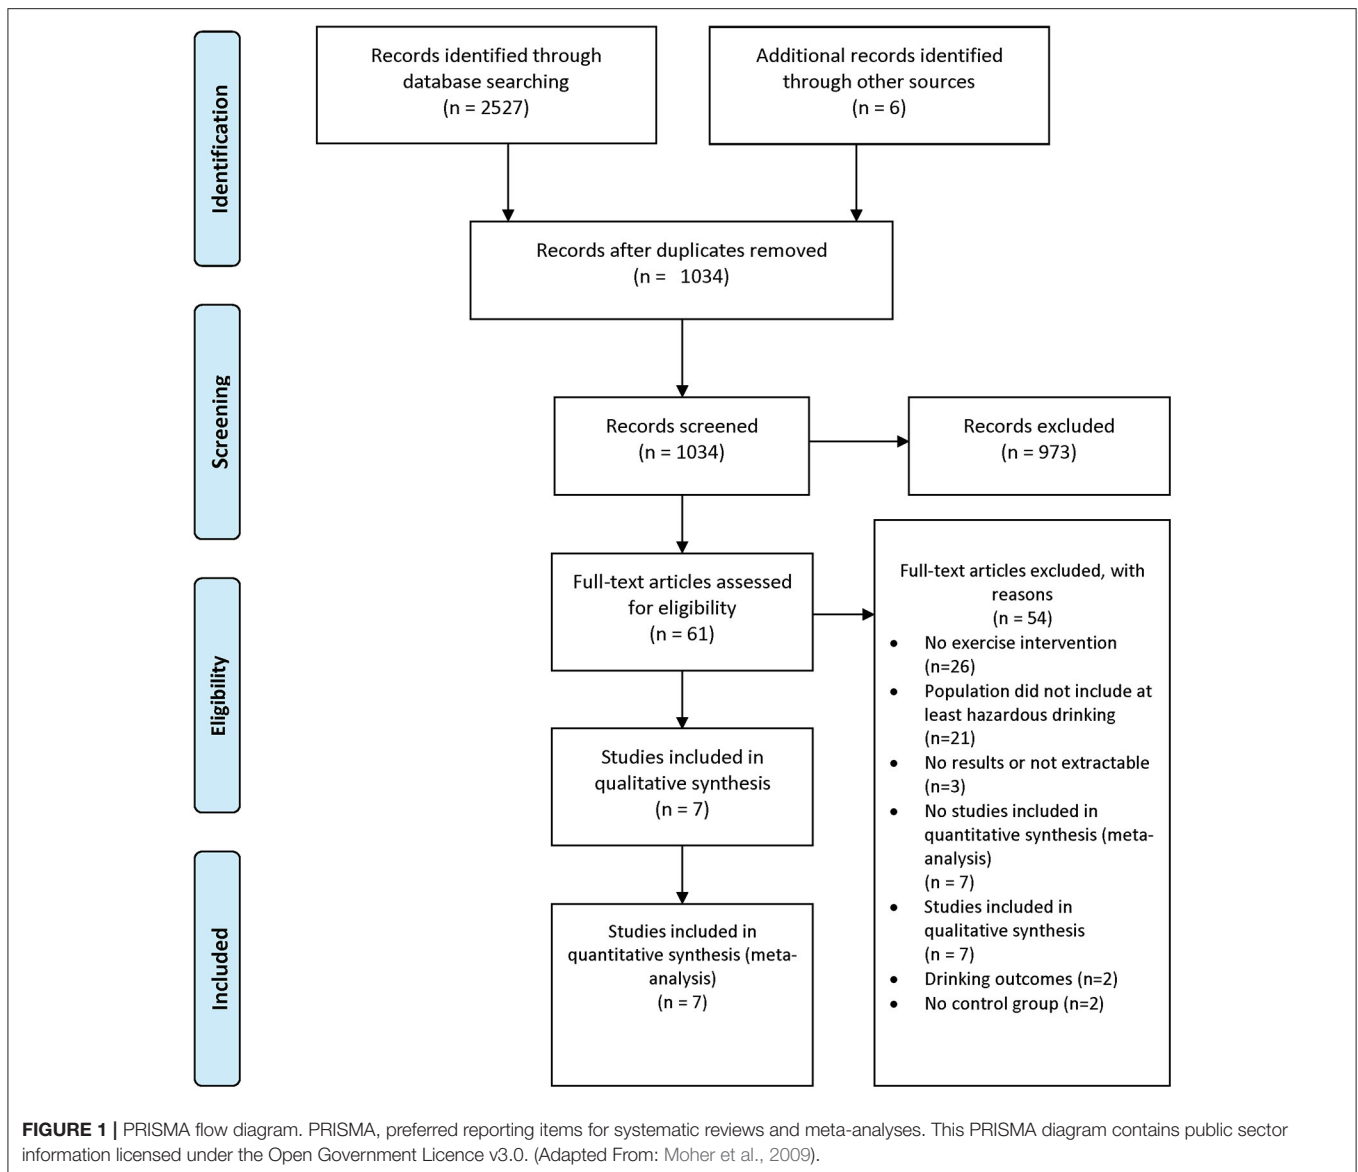 Identification
Records identified through
database searching
(n = 2527)
Additional records identified
through other sources
(n = 6)
Records after duplicates removed
(n =   1034)
Screening
Records screened
(n = 1034)
Records excluded
(n = 973)
Eligibility
Full-text articles assessed
for eligibility
(n = 61)
Full-text articles excluded, with
reasons
(n = 54)
• No exercise intervention
(n=26)
• Population did not include at
least hazardous drinking
(n=21)
• No results or not extractable
(n=3)
• No studies included in
quantitative synthesis (meta-
analysis)
(n = 7)
• Studies included in
qualitative synthesis
(n = 7)
• Drinking outcomes (n=2)
• No control group (n=2)
Studies included in
qualitative synthesis
(n = 7)
Included
Studies included in
quantitative synthesis (meta-
analysis)
(n = 7)
FIGURE 1 | PRISMA flow diagram. PRISMA, preferred reporting items for systematic reviews and meta-analyses. This PRISMA diagram contains public sector
information licensed under the Open Government Licence v3.0. (Adapted From: Moher et al., 2009).